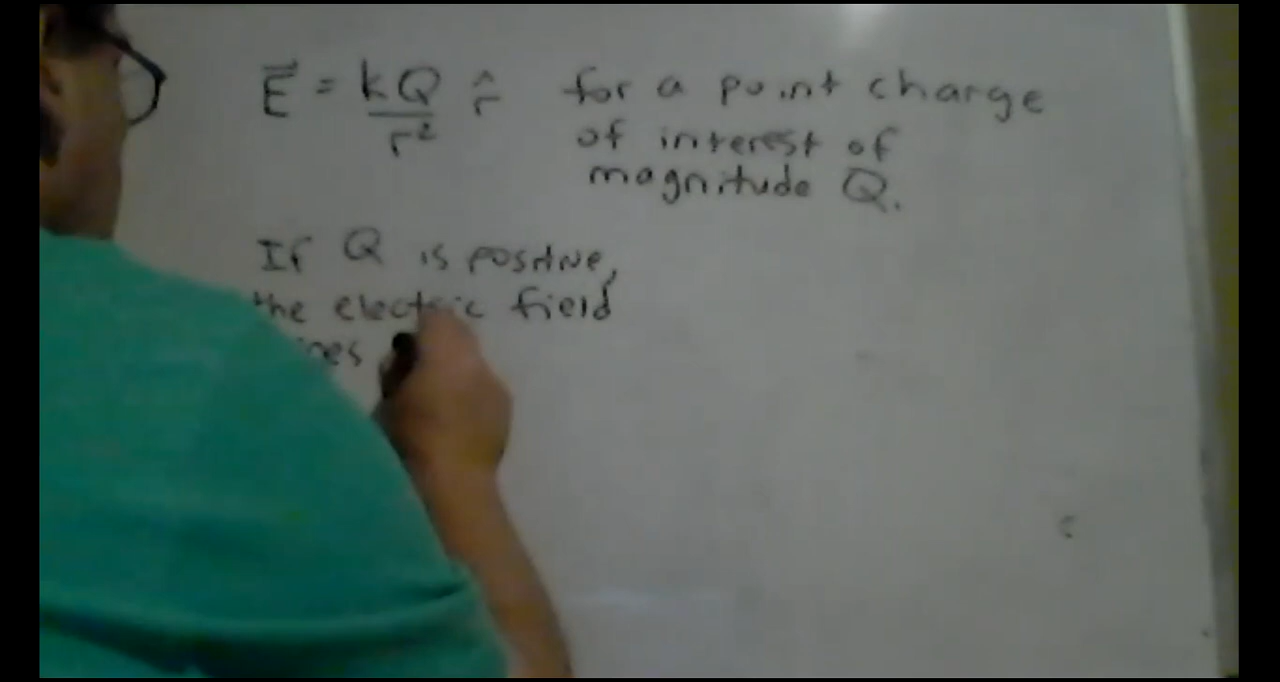 E⃗ = kQ/r² r̂ for a point charge
of interest of
magnitude Q.
If Q is positive,
the electric field